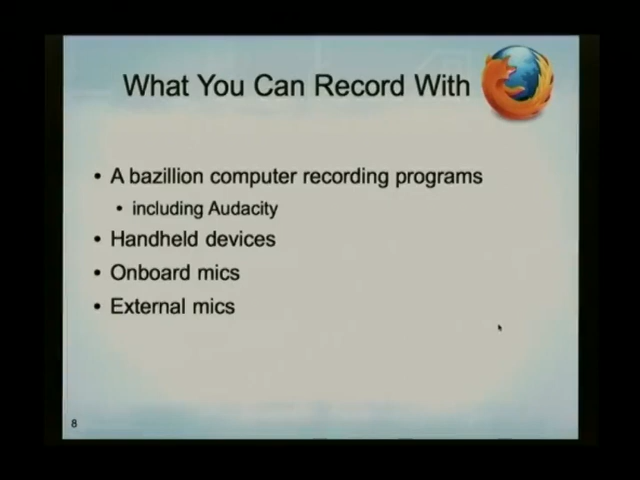 What You Can Record With
• A bazillion computer recording programs
• including Audacity
• Handheld devices
• Onboard mics
• External mics
8